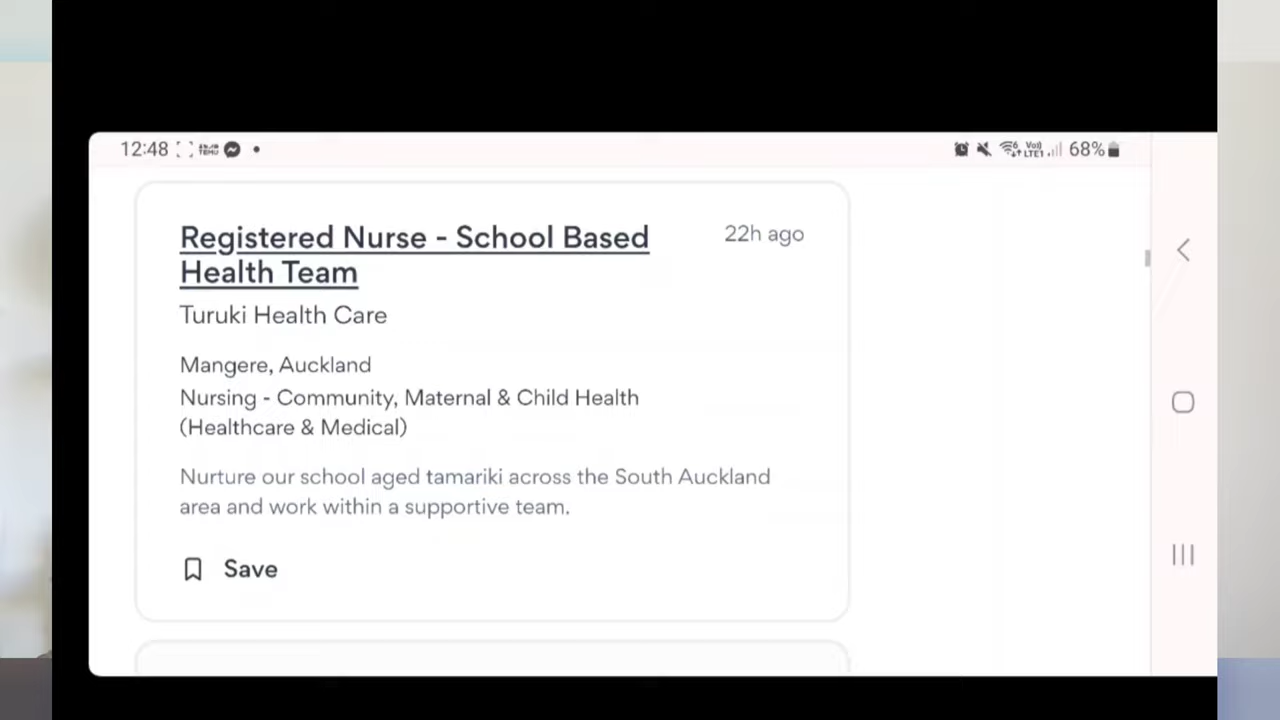 12:48
68%
Registered Nurse - School Based
22h ago
Health Team
Turuki Health Care
Mangere, Auckland
Nursing - Community, Maternal & Child Health
(Healthcare & Medical)
Nurture our school aged tamariki across the South Auckland
area and work within a supportive team.
Save